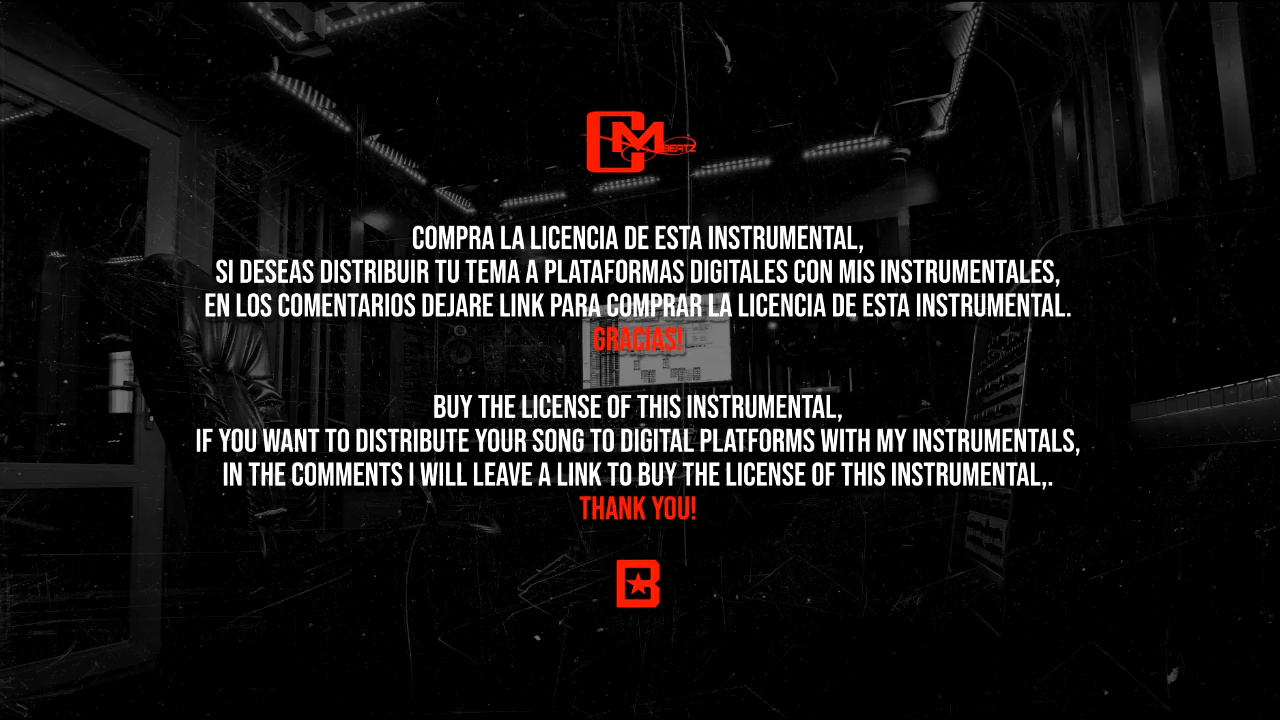 CM BEATZ
COMPRA LA LICENCIA DE ESTA INSTRUMENTAL,
SI DESEAS DISTRIBUIR TU TEMA A PLATAFORMAS DIGITALES CON MIS INSTRUMENTALES,
EN LOS COMENTARIOS DEJARE LINK PARA COMPRAR LA LICENCIA DE ESTA INSTRUMENTAL.
GRACIAS!
BUY THE LICENSE OF THIS INSTRUMENTAL,
IF YOU WANT TO DISTRIBUTE YOUR SONG TO DIGITAL PLATFORMS WITH MY INSTRUMENTALS,
IN THE COMMENTS I WILL LEAVE A LINK TO BUY THE LICENSE OF THIS INSTRUMENTAL,.
THANK YOU!
B